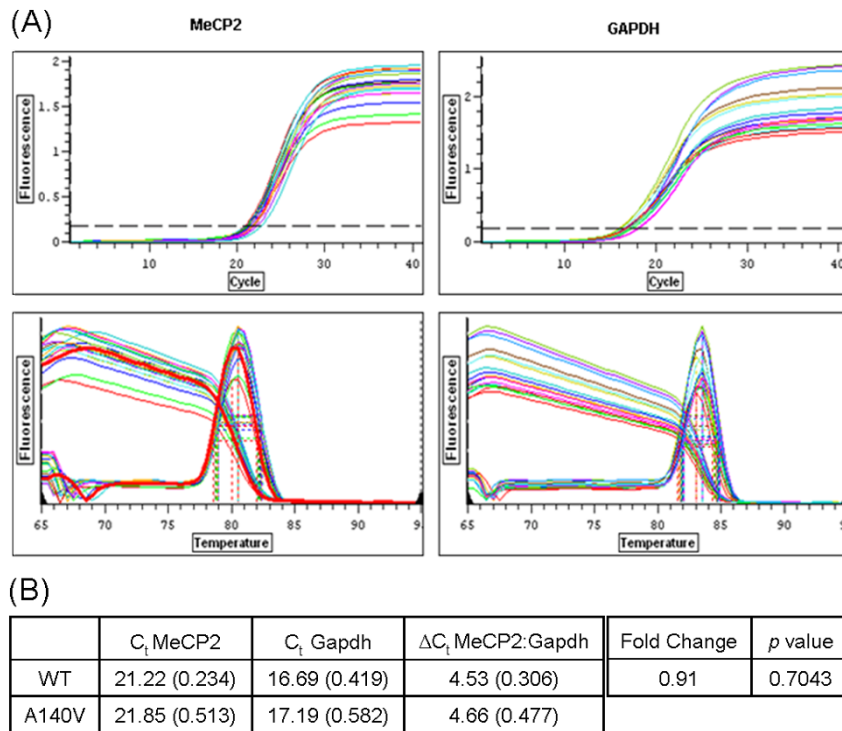 (A)
MeCP2
GAPDH
Fluorescence
2
1.5
1
0.5
0
10 20 30 40
Cycle
Fluorescence
2
1
0
10 20 30 40
Cycle
Fluorescence
65 70 75 80 85 90 9
Temperature
Fluorescence
65 70 75 80 85 90 95
Temperature
(B)
Ct MeCP2 Ct Gapdh ΔCt MeCP2:Gapdh Fold Change p value
WT 21.22 (0.234) 16.69 (0.419) 4.53 (0.306) 0.91 0.7043
A140V 21.85 (0.513) 17.19 (0.582) 4.66 (0.477)